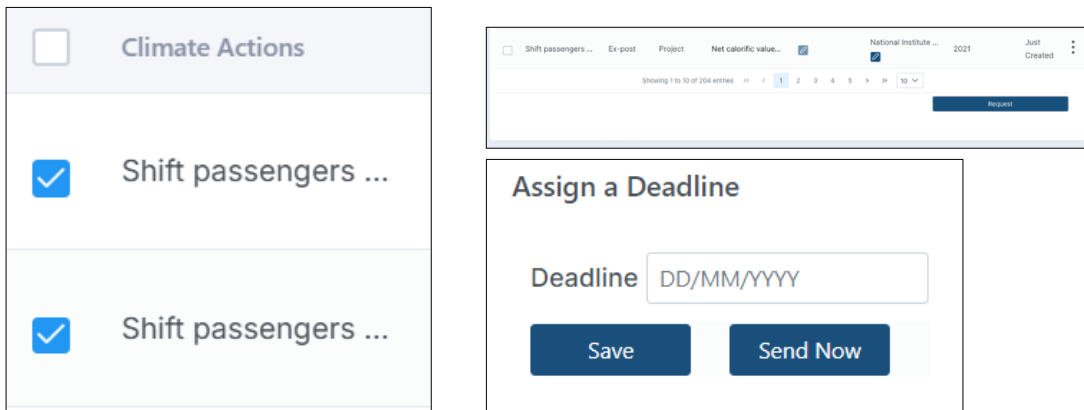 Climate Actions
Shift passengers ...
Shift passengers ...
Shift passengers ... Ex-post Project Net calorific value... National Institute ... 2021 Just Created
Showing 1 to 10 of 204 entries « < 1 2 3 4 5 > » 10
Request
Assign a Deadline
Deadline DD/MM/YYYY
Save Send Now